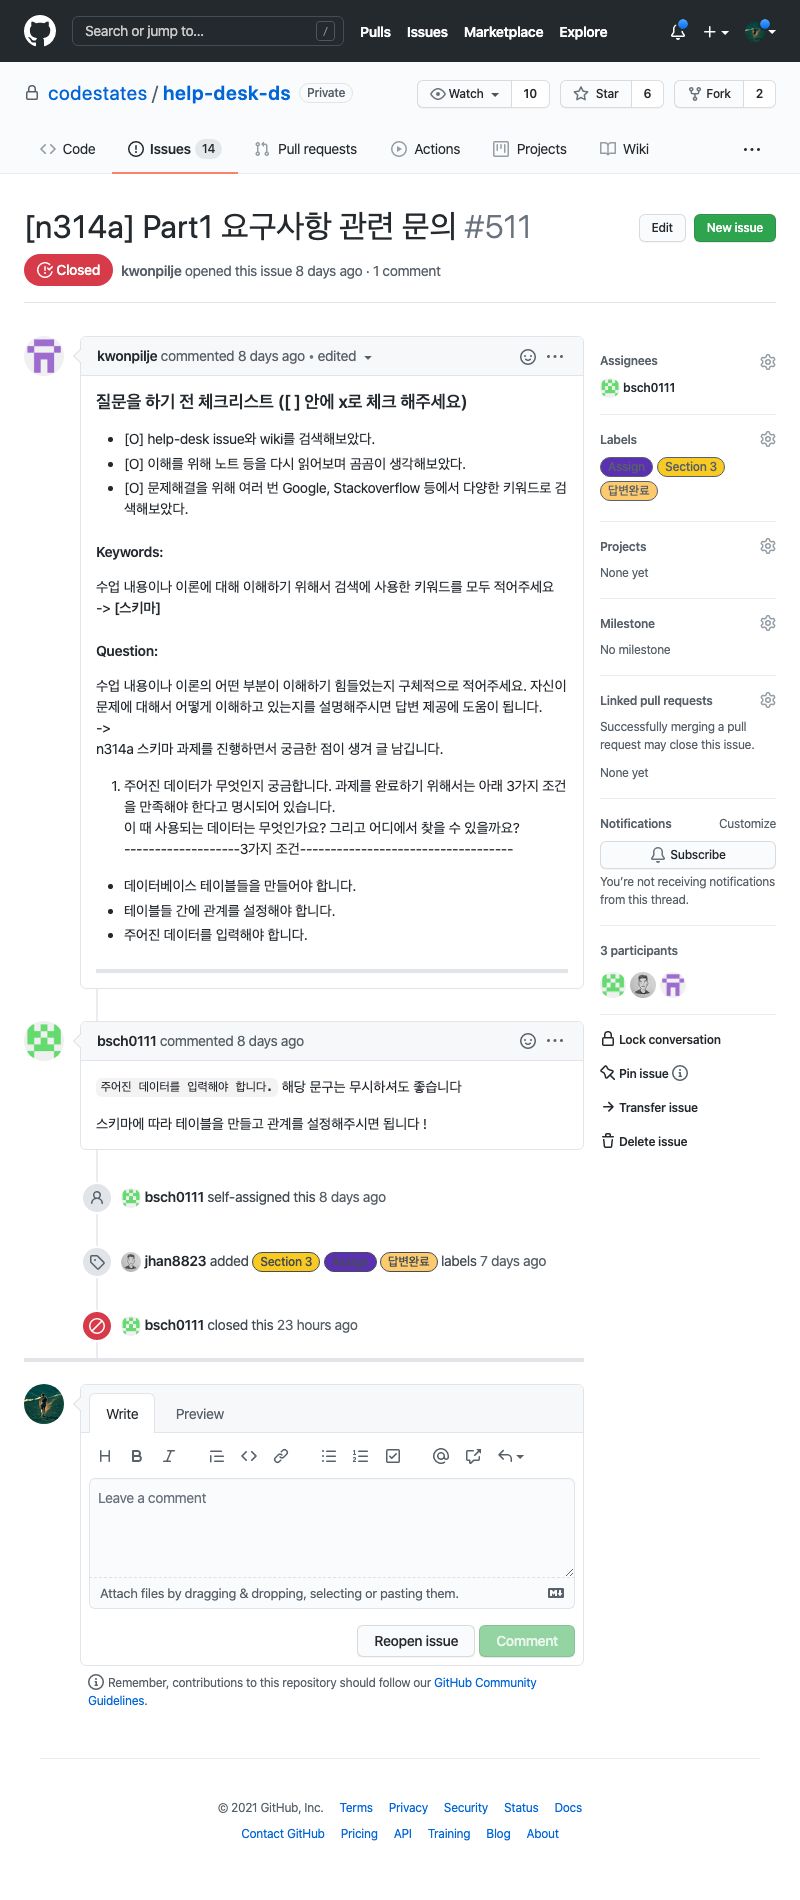 Search or jump to... /
Pulls Issues Marketplace Explore
codestates / help-desk-ds Private
Watch 10 Star 6 Fork 2
Code Issues 14 Pull requests Actions Projects Wiki ...
[n314a] Part1 요구사항 관련 문의 #511
Edit New issue
Closed kwonpilje opened this issue 8 days ago · 1 comment
kwonpilje commented 8 days ago • edited
질문을 하기 전 체크리스트 ([ ] 안에 x로 체크 해주세요)
• [O] help-desk issue와 wiki를 검색해보았다.
• [O] 이해를 위해 노트 등을 다시 읽어보며 곰곰이 생각해보았다.
• [O] 문제해결을 위해 여러 번 Google, Stackoverflow 등에서 다양한 키워드로 검
색해보았다.
Keywords:
수업 내용이나 이론에 대해 이해하기 위해서 검색에 사용한 키워드를 모두 적어주세요
-> [스키마]
Question:
수업 내용이나 이론의 어떤 부분이 이해하기 힘들었는지 구체적으로 적어주세요. 자신이
문제에 대해서 어떻게 이해하고 있는지를 설명해주시면 답변 제공에 도움이 됩니다.
->
n314a 스키마 과제를 진행하면서 궁금한 점이 생겨 글 남깁니다.
1. 주어진 데이터가 무엇인지 궁금합니다. 과제를 완료하기 위해서는 아래 3가지 조건
을 만족해야 한다고 명시되어 있습니다.
이 때 사용되는 데이터는 무엇인가요? 그리고 어디에서 찾을 수 있을까요?
-------------------3가지 조건-----------------------------------
• 데이터베이스 테이블들을 만들어야 합니다.
• 테이블들 간에 관계를 설정해야 합니다.
• 주어진 데이터를 입력해야 합니다.
bsch0111 commented 8 days ago
주어진 데이터를 입력해야 합니다. 해당 문구는 무시하셔도 좋습니다
스키마에 따라 테이블을 만들고 관계를 설정해주시면 됩니다 !
bsch0111 self-assigned this 8 days ago
jhan8823 added Section 3 Assign 답변완료 labels 7 days ago
bsch0111 closed this 23 hours ago
Write Preview
H B I
Leave a comment
Attach files by dragging & dropping, selecting or pasting them.
Reopen issue Comment
Remember, contributions to this repository should follow our GitHub Community
Guidelines.
Assignees
bsch0111
Labels
Assign Section 3
답변완료
Projects
None yet
Milestone
No milestone
Linked pull requests
Successfully merging a pull
request may close this issue.
None yet
Notifications Customize
Subscribe
You're not receiving notifications
from this thread.
3 participants
Lock conversation
Pin issue
Transfer issue
Delete issue
© 2021 GitHub, Inc. Terms Privacy Security Status Docs
Contact GitHub Pricing API Training Blog About